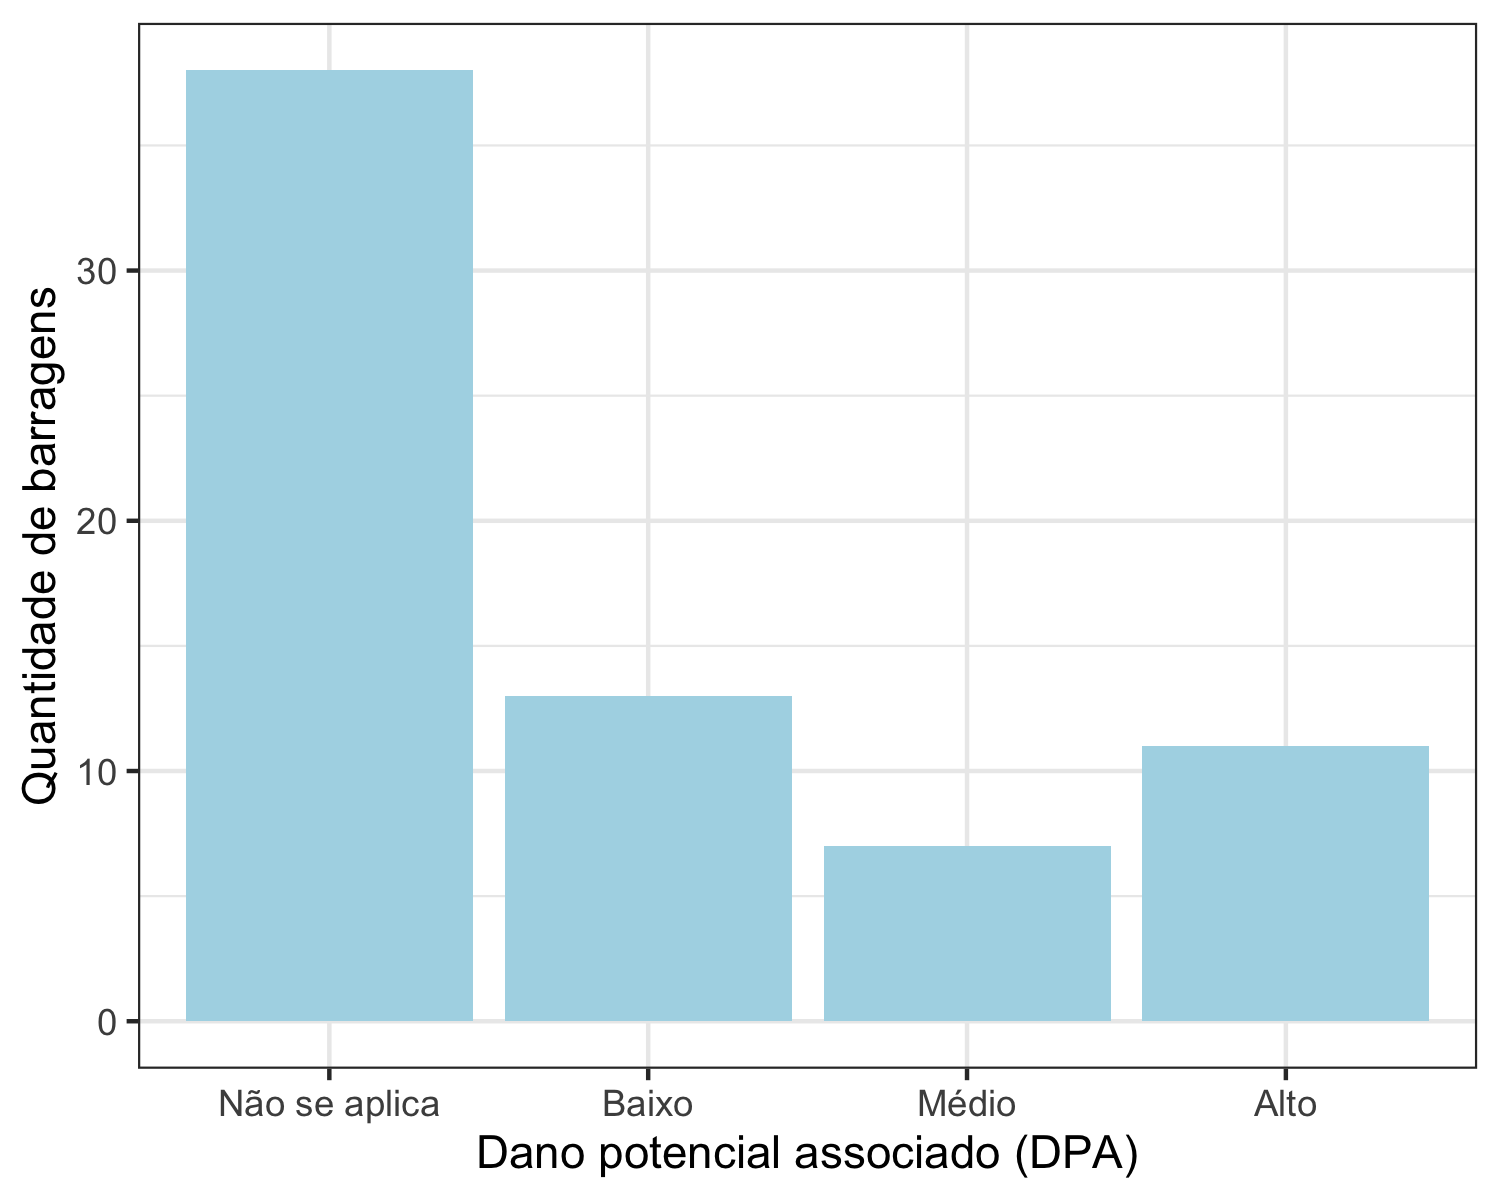 Quantidade de barragens
30
20
10
0
Não se aplica
Baixo
Médio
Alto
Dano potencial associado (DPA)